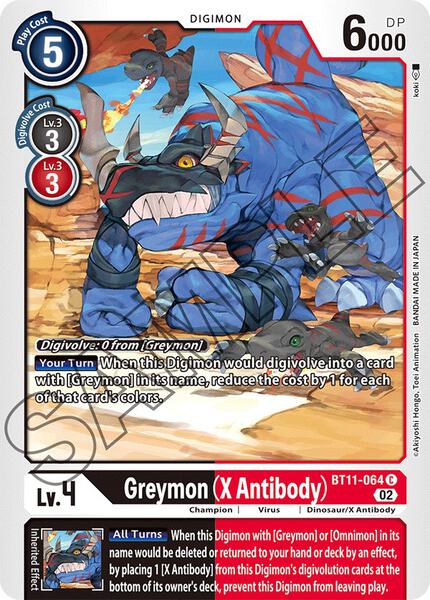 Play Cost
5
DIGIMON
6000
DP
Digivolve Cost
Lv.3
3
Lv.3
3
koki
©Akiyoshi Hongo, Toei Animation BANDAI MADE IN JAPAN
SAMPLE
Digivolve: 0 from [Greymon]
Your Turn When this Digimon would digivolve into a card
with [Greymon] in its name, reduce the cost by 1 for each
of that card's colors.
Lv.4
Greymon (X Antibody)
BT11-064 C
02
Champion Virus Dinosaur/X Antibody
Inherited Effect
All Turns When this Digimon with [Greymon] or [Omnimon] in its
name would be deleted or returned to your hand or deck by an effect,
by placing 1 [X Antibody] from this Digimon's digivolution cards at the
bottom of its owner's deck, prevent this Digimon from leaving play.